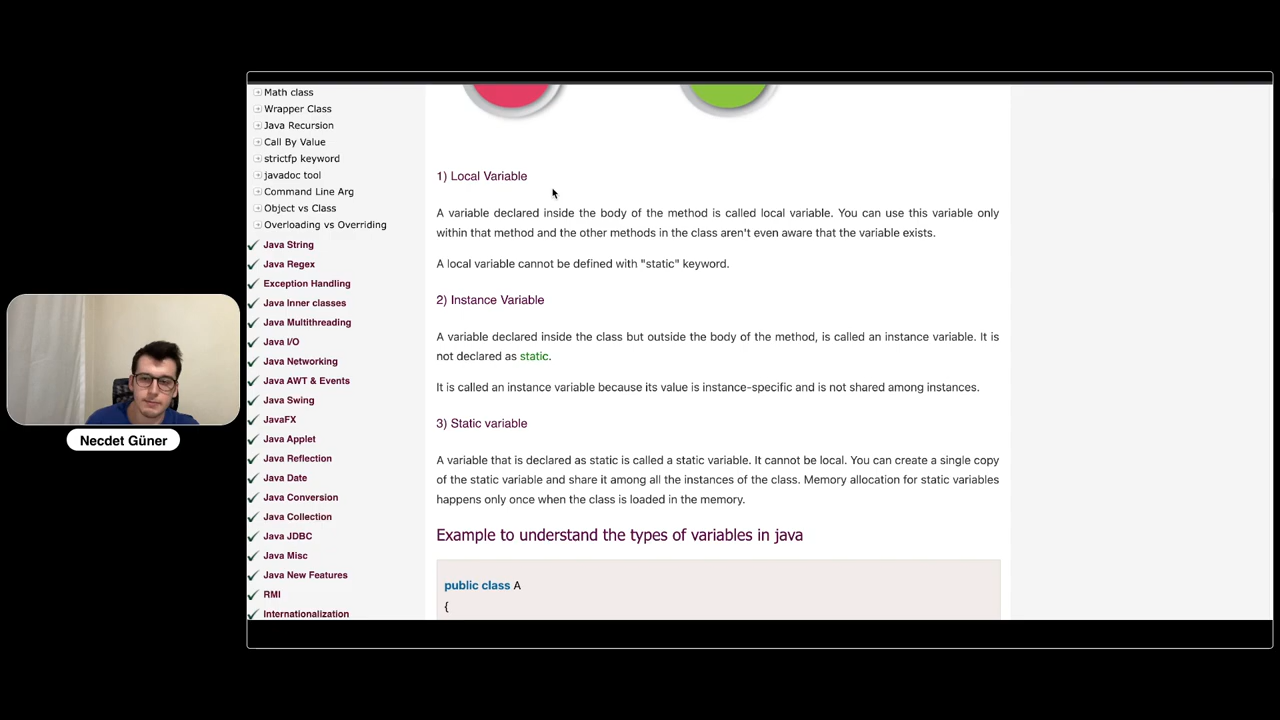 Math class
Wrapper Class
Java Recursion
Call By Value
strictfp keyword
javadoc tool
Command Line Arg
Object vs Class
Overloading vs Overriding
Java String
Java Regex
Exception Handling
Java Inner classes
Java Multithreading
Java I/O
Java Networking
Java AWT & Events
Java Swing
JavaFX
Java Applet
Java Reflection
Java Date
Java Conversion
Java Collection
Java JDBC
Java Misc
Java New Features
RMI
Internationalization
1) Local Variable
A variable declared inside the body of the method is called local variable. You can use this variable only
within that method and the other methods in the class aren't even aware that the variable exists.
A local variable cannot be defined with "static" keyword.
2) Instance Variable
A variable declared inside the class but outside the body of the method, is called an instance variable. It is
not declared as static.
It is called an instance variable because its value is instance-specific and is not shared among instances.
3) Static variable
A variable that is declared as static is called a static variable. It cannot be local. You can create a single copy
of the static variable and share it among all the instances of the class. Memory allocation for static variables
happens only once when the class is loaded in the memory.
Example to understand the types of variables in java
public class A
{
Necdet Güner